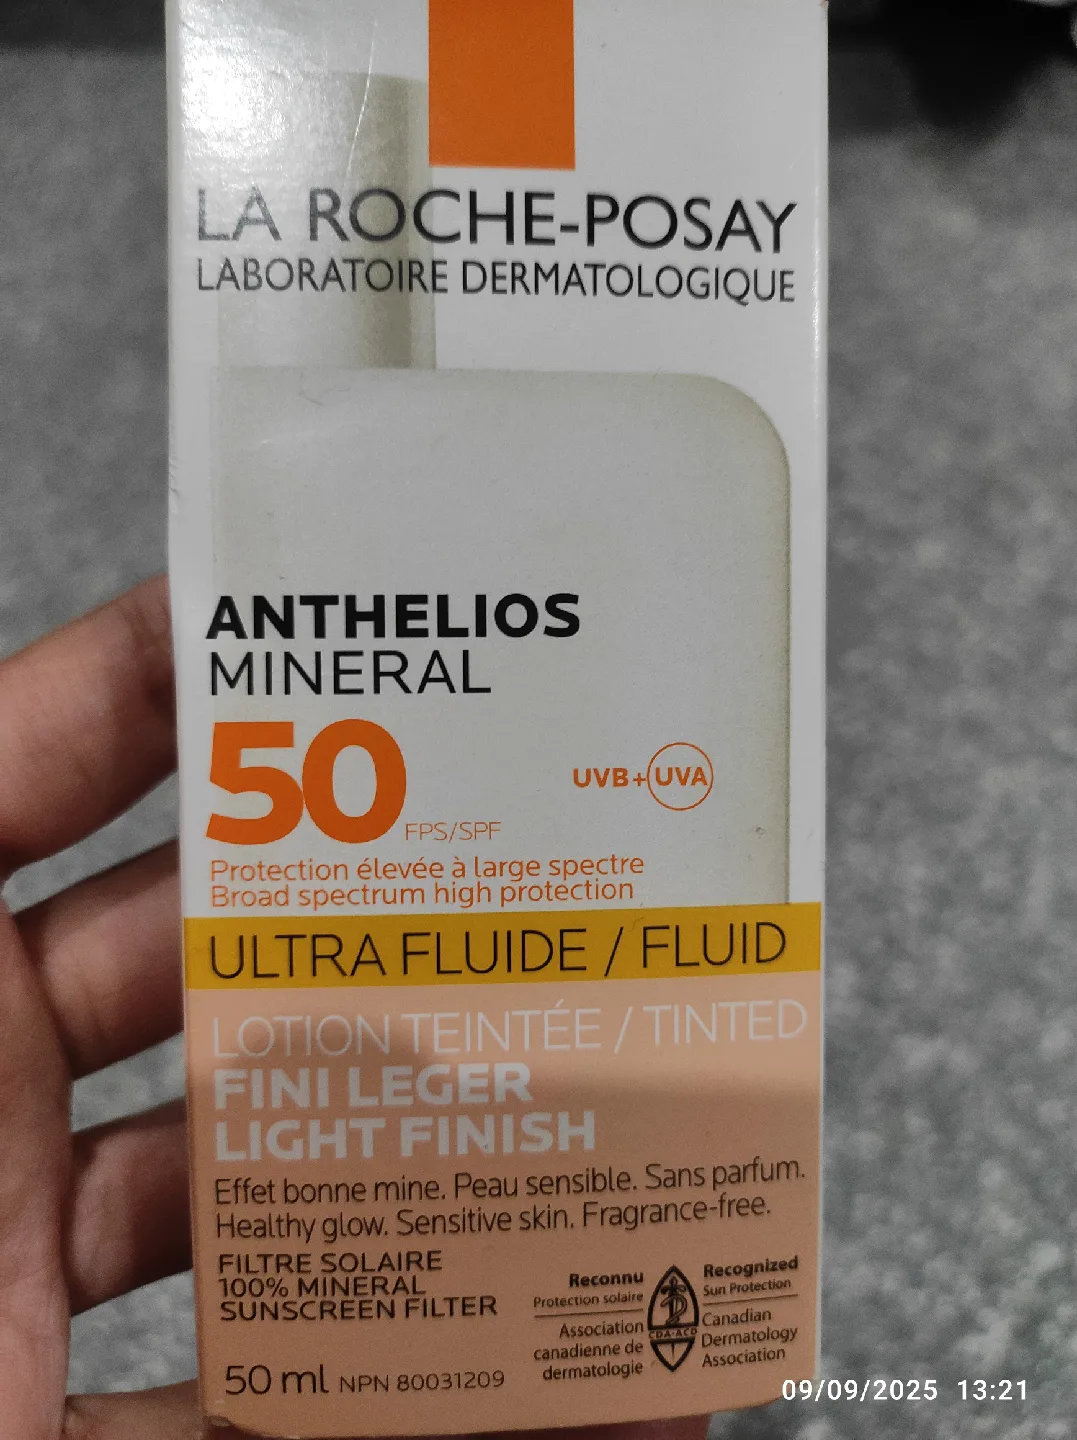 LA ROCHE-POSAY
LABORATOIRE DERMATOLOGIQUE
ANTHELIOS
MINERAL
50 FPS/SPF
UVB+UVA
Protection élevée à large spectre
Broad spectrum high protection
ULTRA FLUIDE / FLUID
LOTION TEINTÉE / TINTED
FINI LEGER
LIGHT FINISH
Effet bonne mine. Peau sensible. Sans parfum.
Healthy glow. Sensitive skin. Fragrance-free.
FILTRE SOLAIRE
100% MINERAL
SUNSCREEN FILTER
Reconnu
Protection solaire
Association
canadienne de
dermatologie
CDA·ACD
Recognized
Sun Protection
Canadian
Dermatology
Association
50 ml NPN 80031209
09/09/2025 13:21